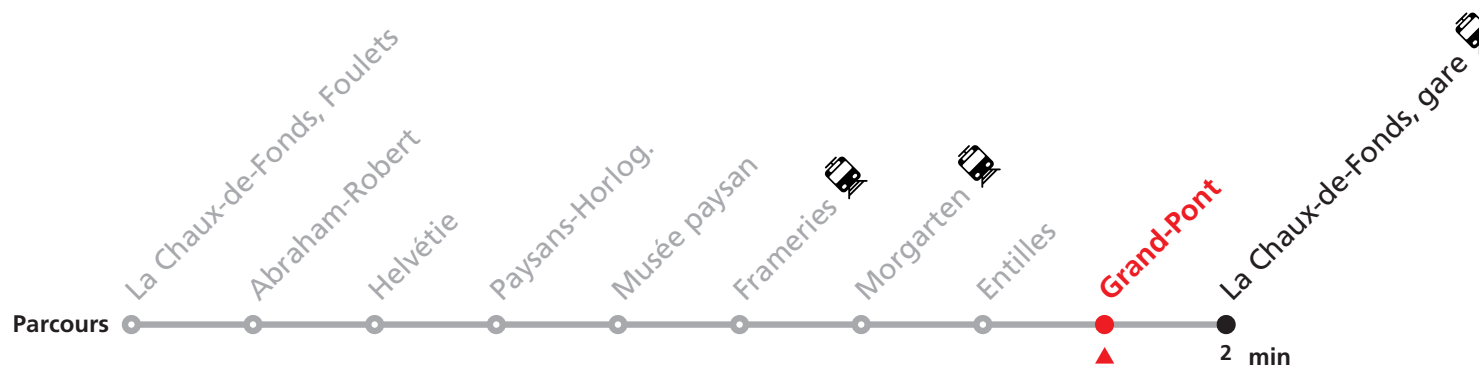 La Chaux-de-Fonds, Foulets
Abraham-Robert
Helvétie
Paysans-Horlog.
Musée paysan
Frameries
Morgarten
Entilles
Grand-Pont
La Chaux-de-Fonds, gare
Parcours
2 min